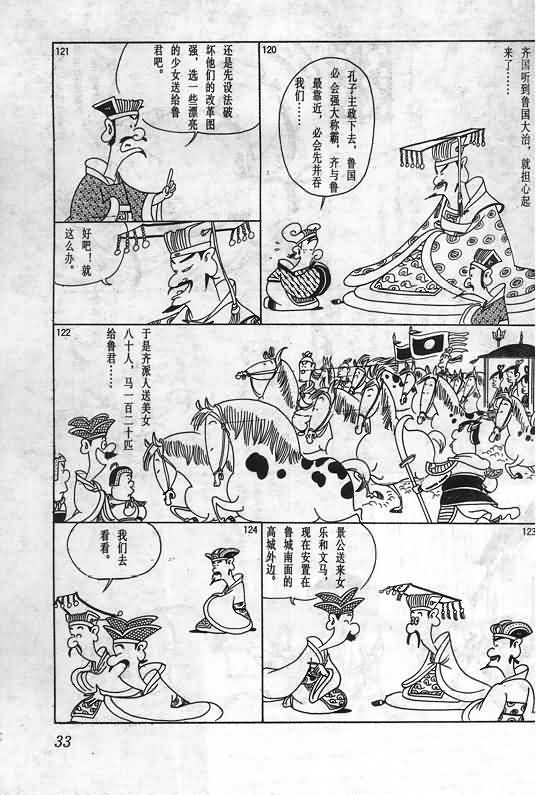 120
齐国听到鲁国大治，就担心起
来了……
孔子主政下去，鲁国
必会强大称霸，齐与鲁
最靠近，必会先并吞
我们……
121
还是先设法破
坏他们的改革图
强，选一些漂亮
的少女送给鲁
君吧。
好吧！就
这么办。
122
于是齐派人送美女
八十人，马一百二十匹
给鲁君……
123
景公送来女
乐和文马，
现在安置在
鲁城南面的
高城外边。
124
我们去
看看。
33